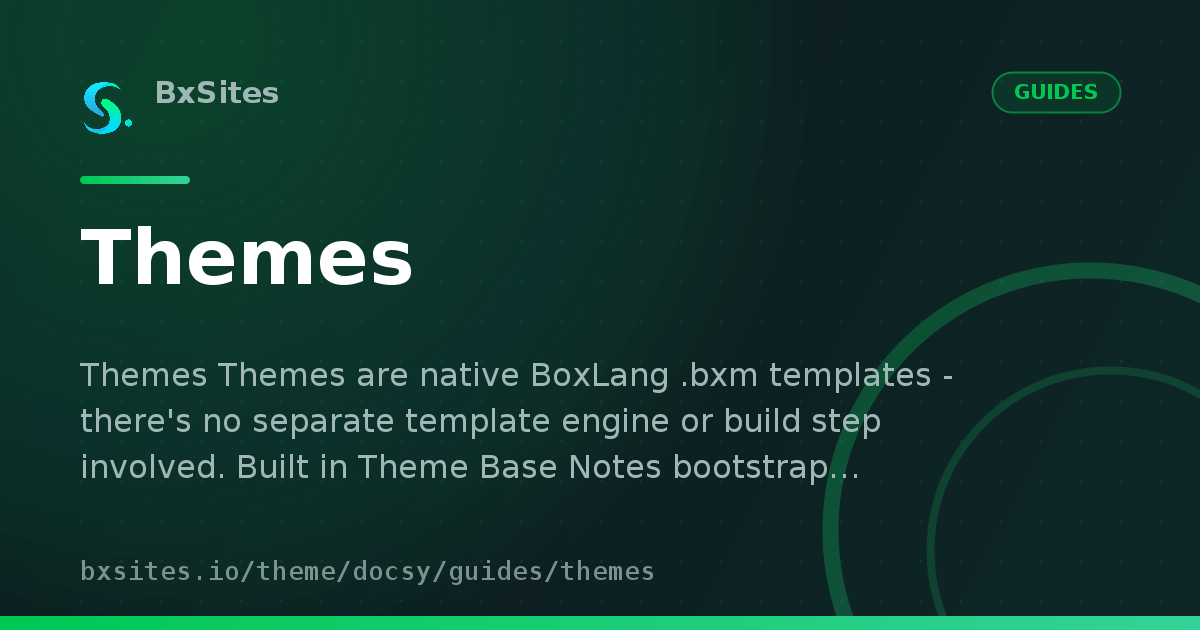 BxSites
GUIDES
Themes
Themes Themes are native BoxLang .bxm templates -
there's no separate template engine or build step
involved. Built in Theme Base Notes bootstrap…
bxsites.io/theme/docsy/guides/themes